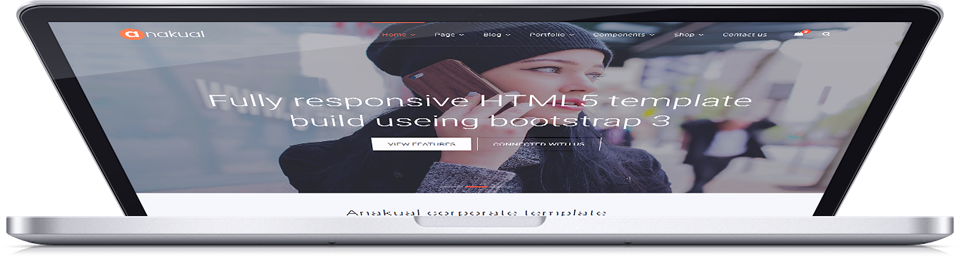 anakual
Home Page Blog Portfolio Components shop Contact us
Fully responsive HTML5 template
build useing bootstrap 3
VIEW FEATURES CONNECTED WITH US
Anakual corporate template